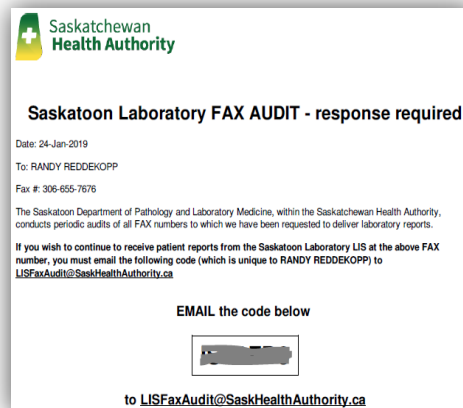 Saskatchewan
Health Authority
Saskatoon Laboratory FAX AUDIT - response required
Date: 24-Jan-2019
To: RANDY REDDEKOPP
Fax #: 306-655-7676
The Saskatoon Department of Pathology and Laboratory Medicine, within the Saskatchewan Health Authority,
conducts periodic audits of all FAX numbers to which we have been requested to deliver laboratory reports.
If you wish to continue to receive patient reports from the Saskatoon Laboratory LIS at the above FAX
number, you must email the following code (which is unique to RANDY REDDEKOPP) to
LISFaxAudit@SaskHealthAuthority.ca
EMAIL the code below
to LISFaxAudit@SaskHealthAuthority.ca